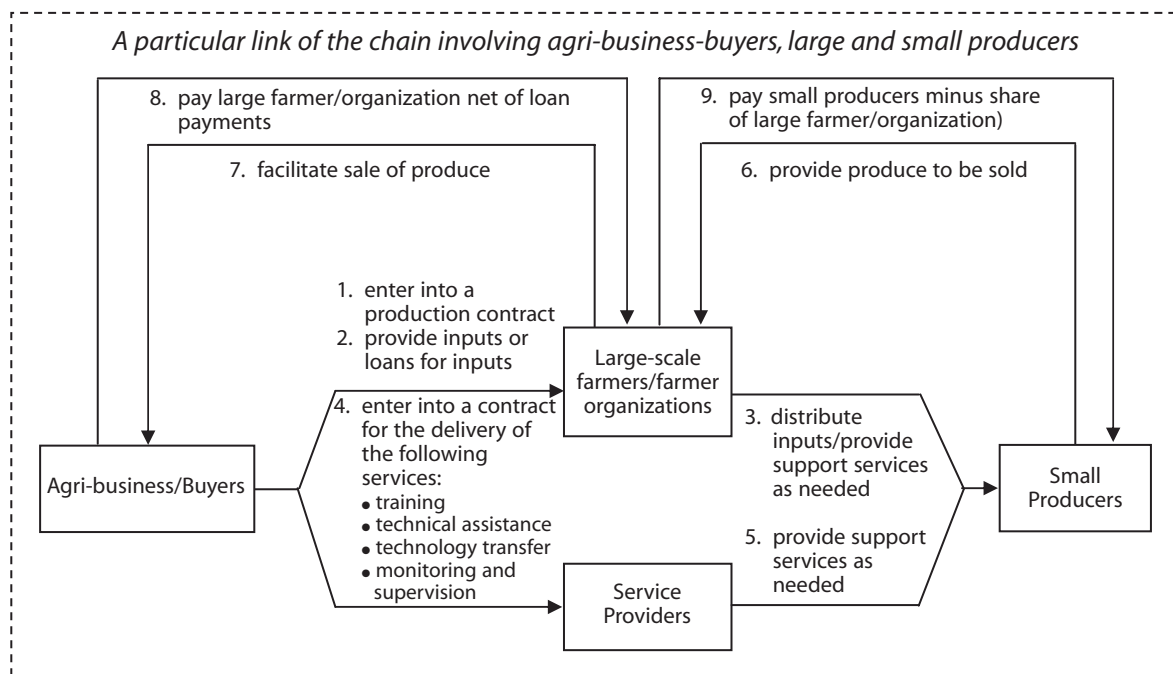 A particular link of the chain involving agri-business-buyers, large and small producers
8. pay large farmer/organization net of loan
payments
9. pay small producers minus share
of large farmer/organization)
7. facilitate sale of produce
6. provide produce to be sold
1. enter into a
production contract
2. provide inputs or
loans for inputs
Large-scale
farmers/farmer
organizations
4. enter into a contract
for the delivery of
the following
services:
• training
• technical assistance
• technology transfer
• monitoring and
supervision
3. distribute
inputs/provide
support services
as needed
Agri-business/Buyers
Small
Producers
5. provide support
services as
needed
Service
Providers